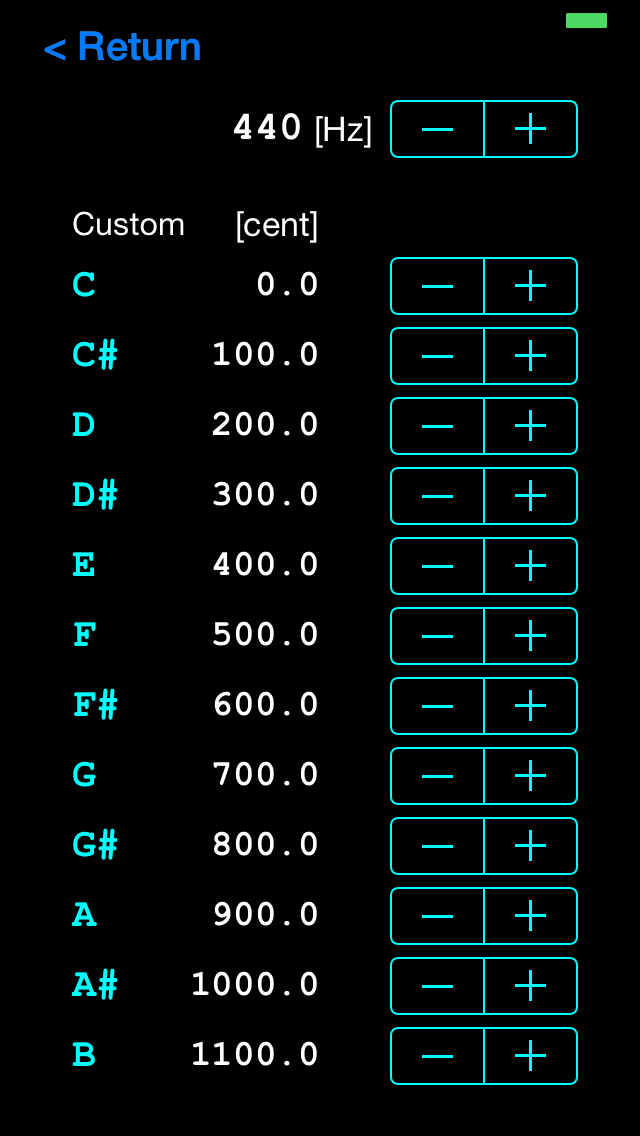 < Return
440 [Hz] — +
Custom [cent]
C 0.0 — +
C# 100.0 — +
D 200.0 — +
D# 300.0 — +
E 400.0 — +
F 500.0 — +
F# 600.0 — +
G 700.0 — +
G# 800.0 — +
A 900.0 — +
A# 1000.0 — +
B 1100.0 — +